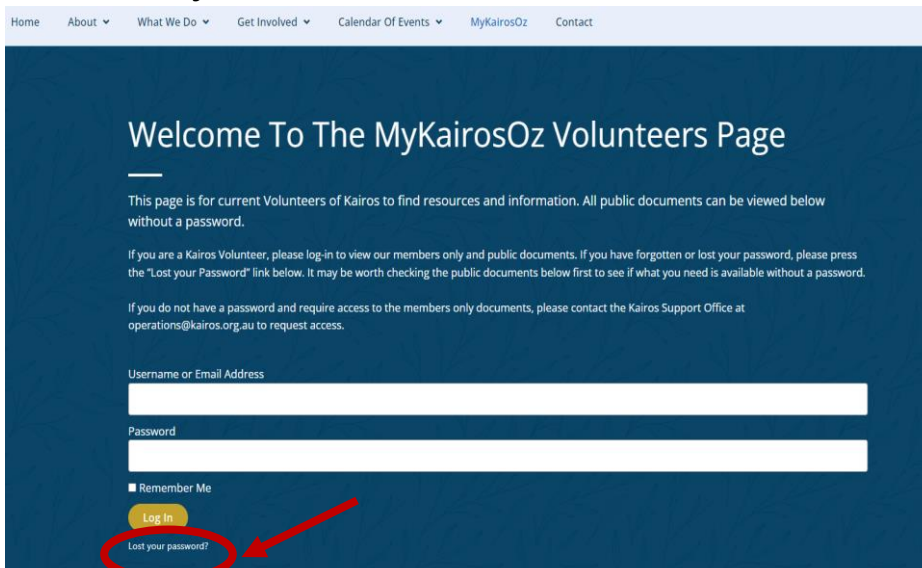 Home About What We Do Get Involved Calendar Of Events MyKairosOz Contact
Welcome To The MyKairosOz Volunteers Page
This page is for current Volunteers of Kairos to find resources and information. All public documents can be viewed below
without a password.
If you are a Kairos Volunteer, please log-in to view our members only and public documents. If you have forgotten or lost your password, please press
the "Lost your Password" link below. It may be worth checking the public documents below first to see if what you need is available without a password.
If you do not have a password and require access to the members only documents, please contact the Kairos Support Office at
operations@kairos.org.au to request access.
Username or Email Address
Password
Remember Me
Log In
Lost your password?